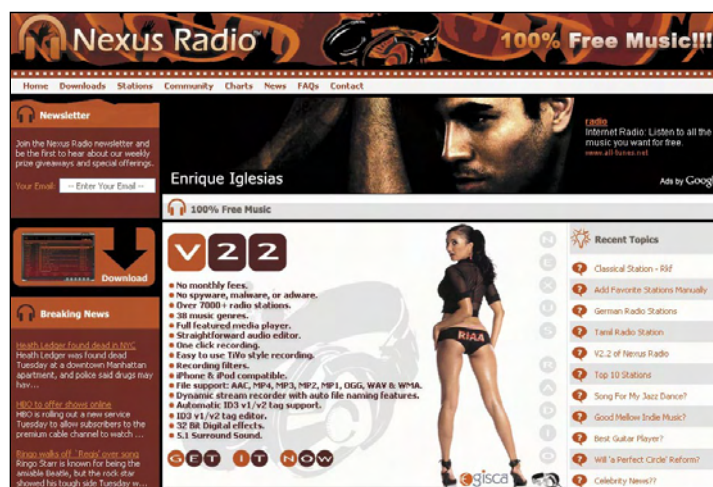 Nexus Radio™
100% Free Music!!!
Home Downloads Stations Community Charts News FAQs Contact
Newsletter
Join the Nexus Radio newsletter and
be the first to hear about our weekly
prize giveaways and special offerings.
Your Email: -- Enter Your Email --
Download
Breaking News
Heath Ledger found dead in NYC
Heath Ledger was found dead
Tuesday at a downtown Manhattan
apartment, and police said drugs may
hav...
HBO to offer shows online
HBO is rolling out a new service
Tuesday to allow subscribers to the
premium cable channel to watch ...
Ringo walks off 'Regis' over song
Ringo Starr is known for being the
amiable Beatle, but the rock star
showed his tough side Tuesday w...
Enrique Iglesias
radio
Internet Radio: Listen to all the
music you want for free.
www.all-tunes.net
Ads by Goog
100% Free Music
V22
No monthly fees.
No spyware, malware, or adware.
Over 7000+ radio stations.
38 music genres.
Full featured media player.
Straightforward audio editor.
One click recording.
Easy to use TiVo style recording.
Recording filters.
iPhone & iPod compatible.
File support: AAC, MP4, MP3, MP2, MP1, OGG, WAV & WMA.
Dynamic stream recorder with auto file naming features.
Automatic ID3 v1/v2 tag support.
ID3 v1/v2 tag editor.
32 Bit Digital effects.
5.1 Surround Sound.
GET IT NOW
RIAA
NEXUS RADIO
egisca
Recent Topics
Classical Station - Rkf
Add Favorite Stations Manually
German Radio Stations
Tamil Radio Station
V2.2 of Nexus Radio
Top 10 Stations
Song For My Jazz Dance?
Good Mellow Indie Music?
Best Guitar Player?
Will 'a Perfect Circle' Reform?
Celebrity News??